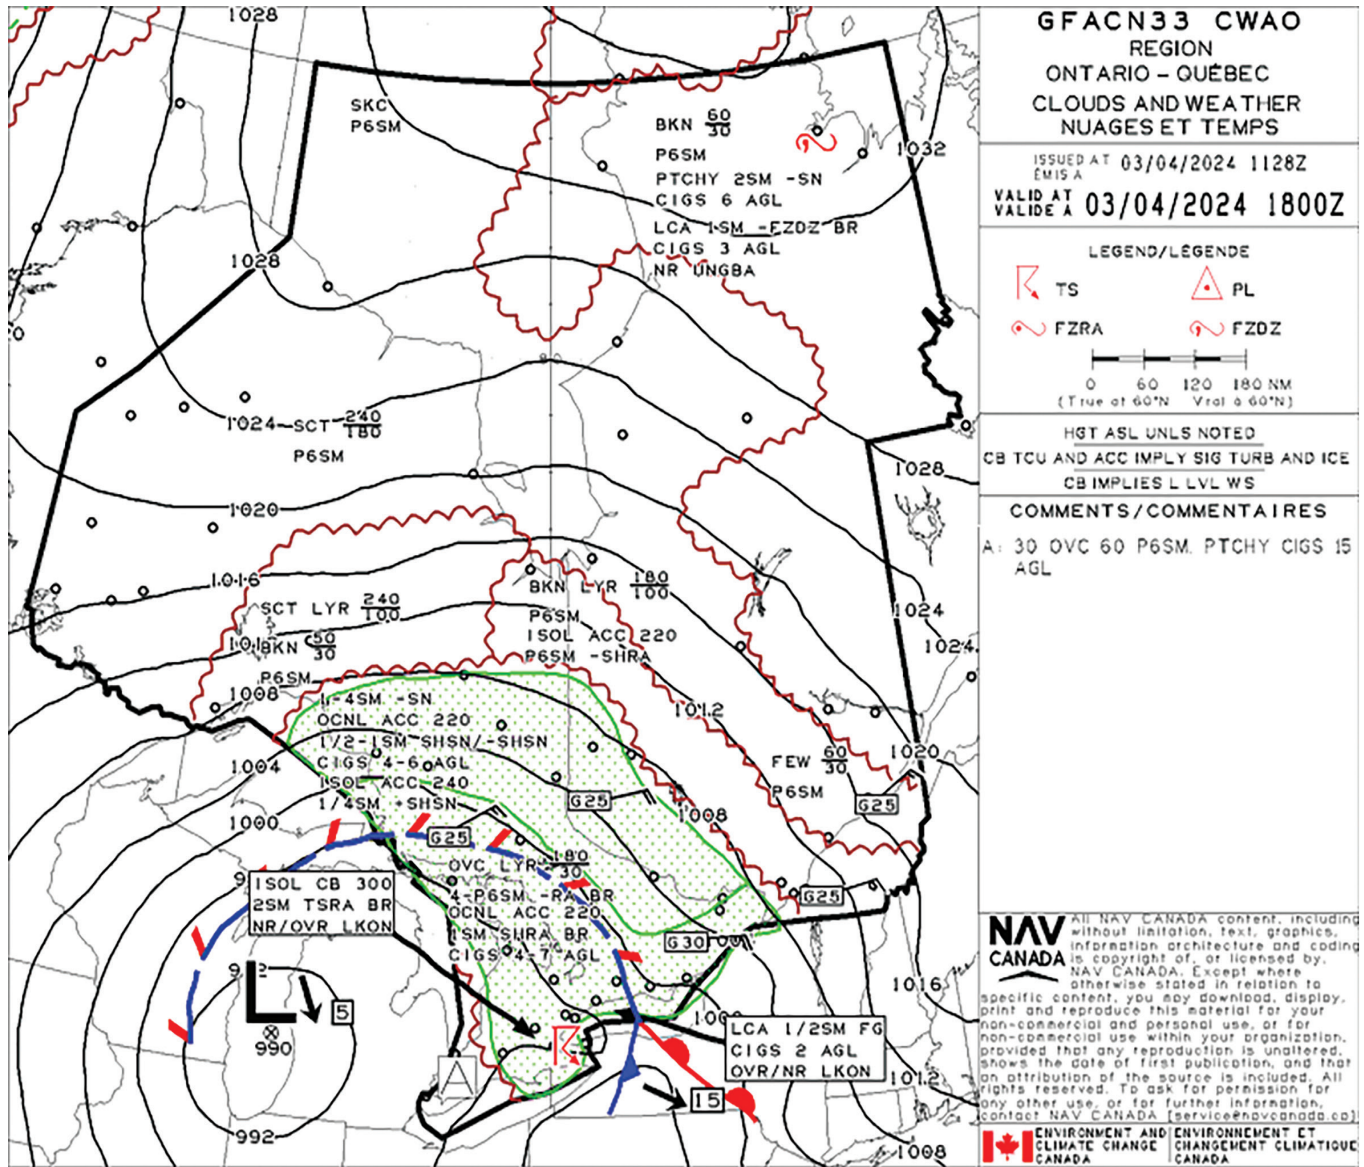 GFACN33 CWAO
REGION
ONTARIO – QUÉBEC
CLOUDS AND WEATHER
NUAGES ET TEMPS
ISSUED AT 03/04/2024 1128Z
ÉMIS A
VALID AT 03/04/2024 1800Z
VALIDE A
LEGEND/LÉGENDE
TS
PL
FZRA
FZDZ
0 60 120 180 NM
(True at 60°N Vrai à 60°N)
HGT ASL UNLS NOTED
CB TCU AND ACC IMPLY SIG TURB AND ICE
CB IMPLIES L LVL WS
COMMENTS/COMMENTAIRES
A: 30 OVC 60 P6SM. PTCHY CIGS 15
AGL
NAV
CANADA
All NAV CANADA content, including
without limitation, text, graphics,
information architecture and coding
is copyright of, or licensed by,
NAV CANADA. Except where
otherwise stated in relation to
specific content, you may download, display,
print and reproduce this material for your
non-commercial and personal use, or for
non-commercial use within your organization,
provided that any reproduction is unaltered,
shows the date of first publication, and that
an attribution of the source is included. All
rights reserved. To ask for permission for
any other use, or for further information,
contact NAV CANADA [service@navcanada.ca]
ENVIRONMENT AND
CLIMATE CHANGE
CANADA
ENVIRONNEMENT ET
CHANGEMENT CLIMATIQUE
CANADA
1028
1028
SKC
P6SM
BKN 60
30
P6SM
PTCHY 2SM -SN
CIGS 6 AGL
LCA 1SM -FZDZ BR
CIGS 3 AGL
NR UNGBA
1032
1028
1024
SCT 240
180
P6SM
1028
1020
1016
SCT LYR 240
100
BKN 50
30
P6SM
BKN LYR 180
100
P6SM
ISOL ACC 220
P6SM -SHRA
1024
1024
1008
1-4SM -SN
OCNL ACC 220
1/2-1SM SHSN/-SHSN
CIGS 4-6 AGL
ISOL ACC 240
1/4SM +SHSN
1012
1020
FEW 60
30
P6SM
G25
1004
G25
1008
1000
G25
OVC LYR 180
30
4-P6SM -RA BR
OCNL ACC 220
1SM SHRA BR
CIGS 4-7 AGL
G25
ISOL CB 300
2SM TSRA BR
NR/OVR LKON
G30
5
990
1016
LCA 1/2SM FG
CIGS 2 AGL
OVR/NR LKON
A
15
1012
992
1008